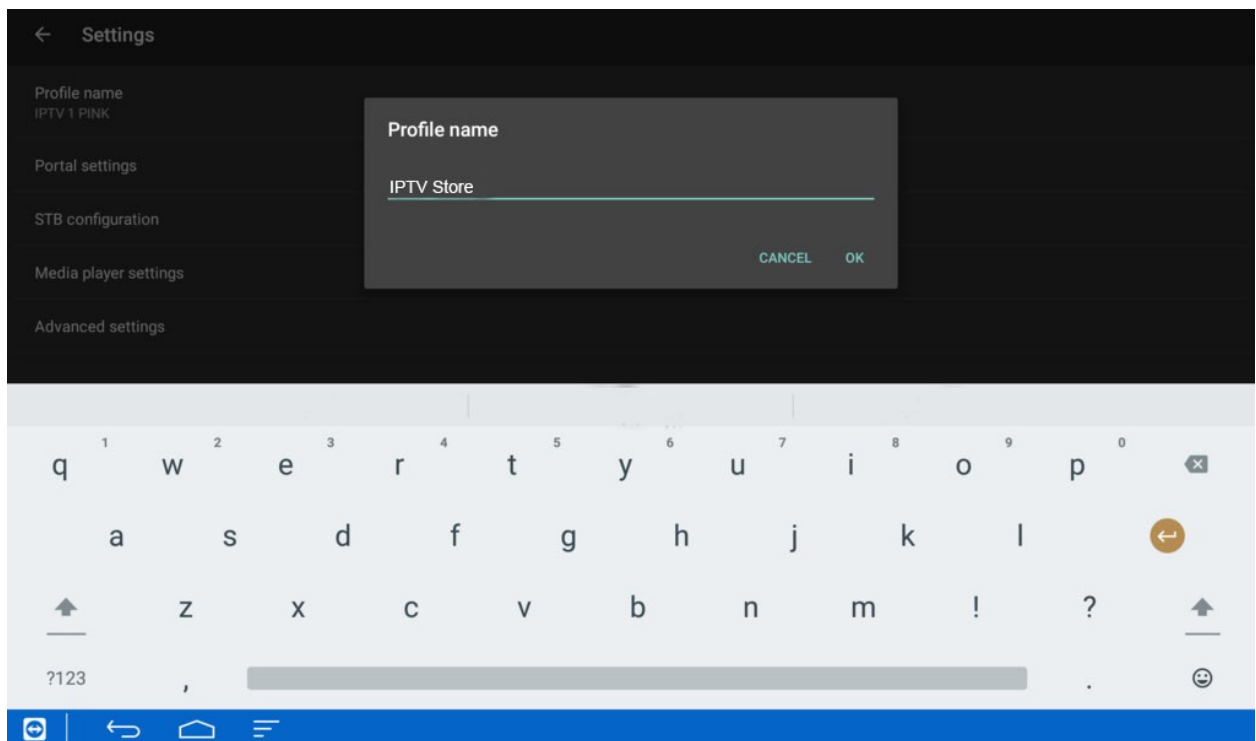 Settings
Profile name
IPTV 1 PINK
Portal settings
STB configuration
Media player settings
Advanced settings
Profile name
IPTV Store
CANCEL OK
1 2 3 4 5 6 7 8 9 0
q w e r t y u i o p
a s d f g h j k l
z x c v b n m ! ?
?123 , .